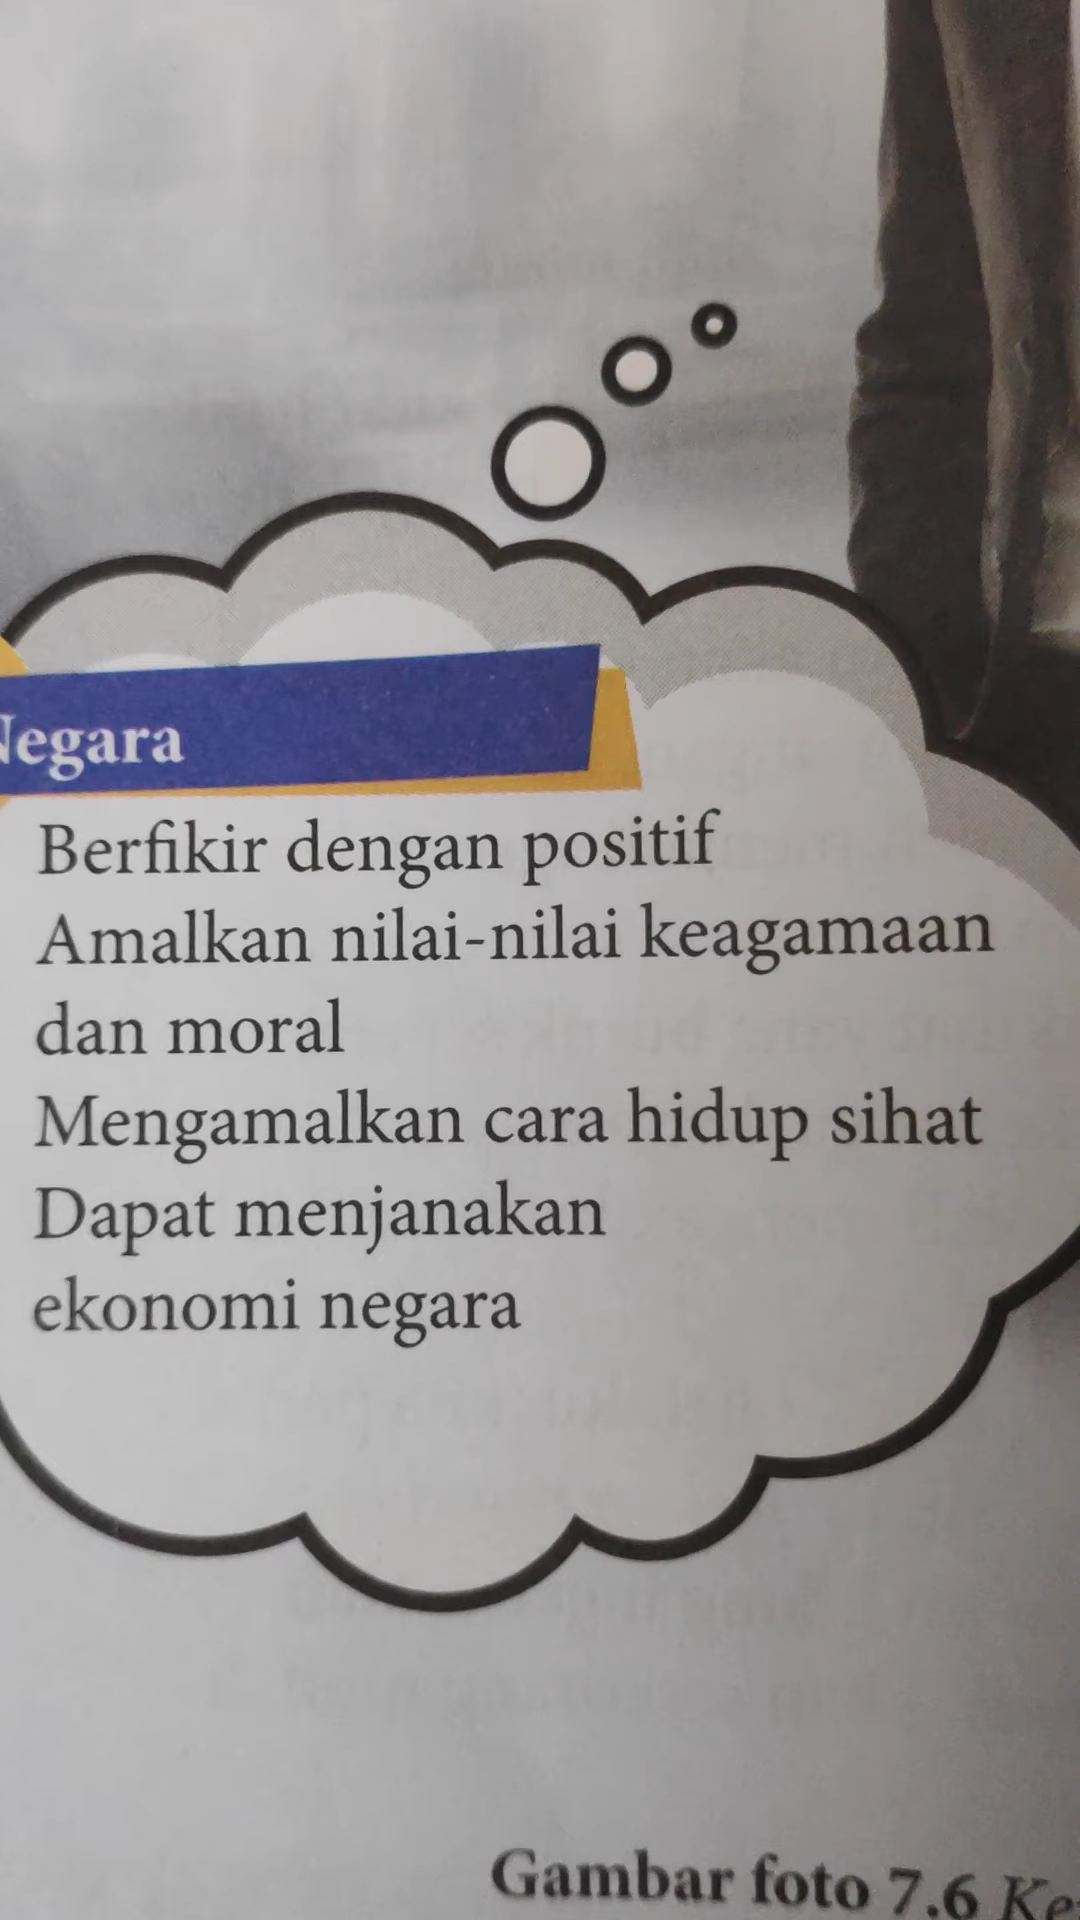 Negara
Berfikir dengan positif
Amalkan nilai-nilai keagamaan
dan moral
Mengamalkan cara hidup sihat
Dapat menjanakan
ekonomi negara
Gambar foto 7.6